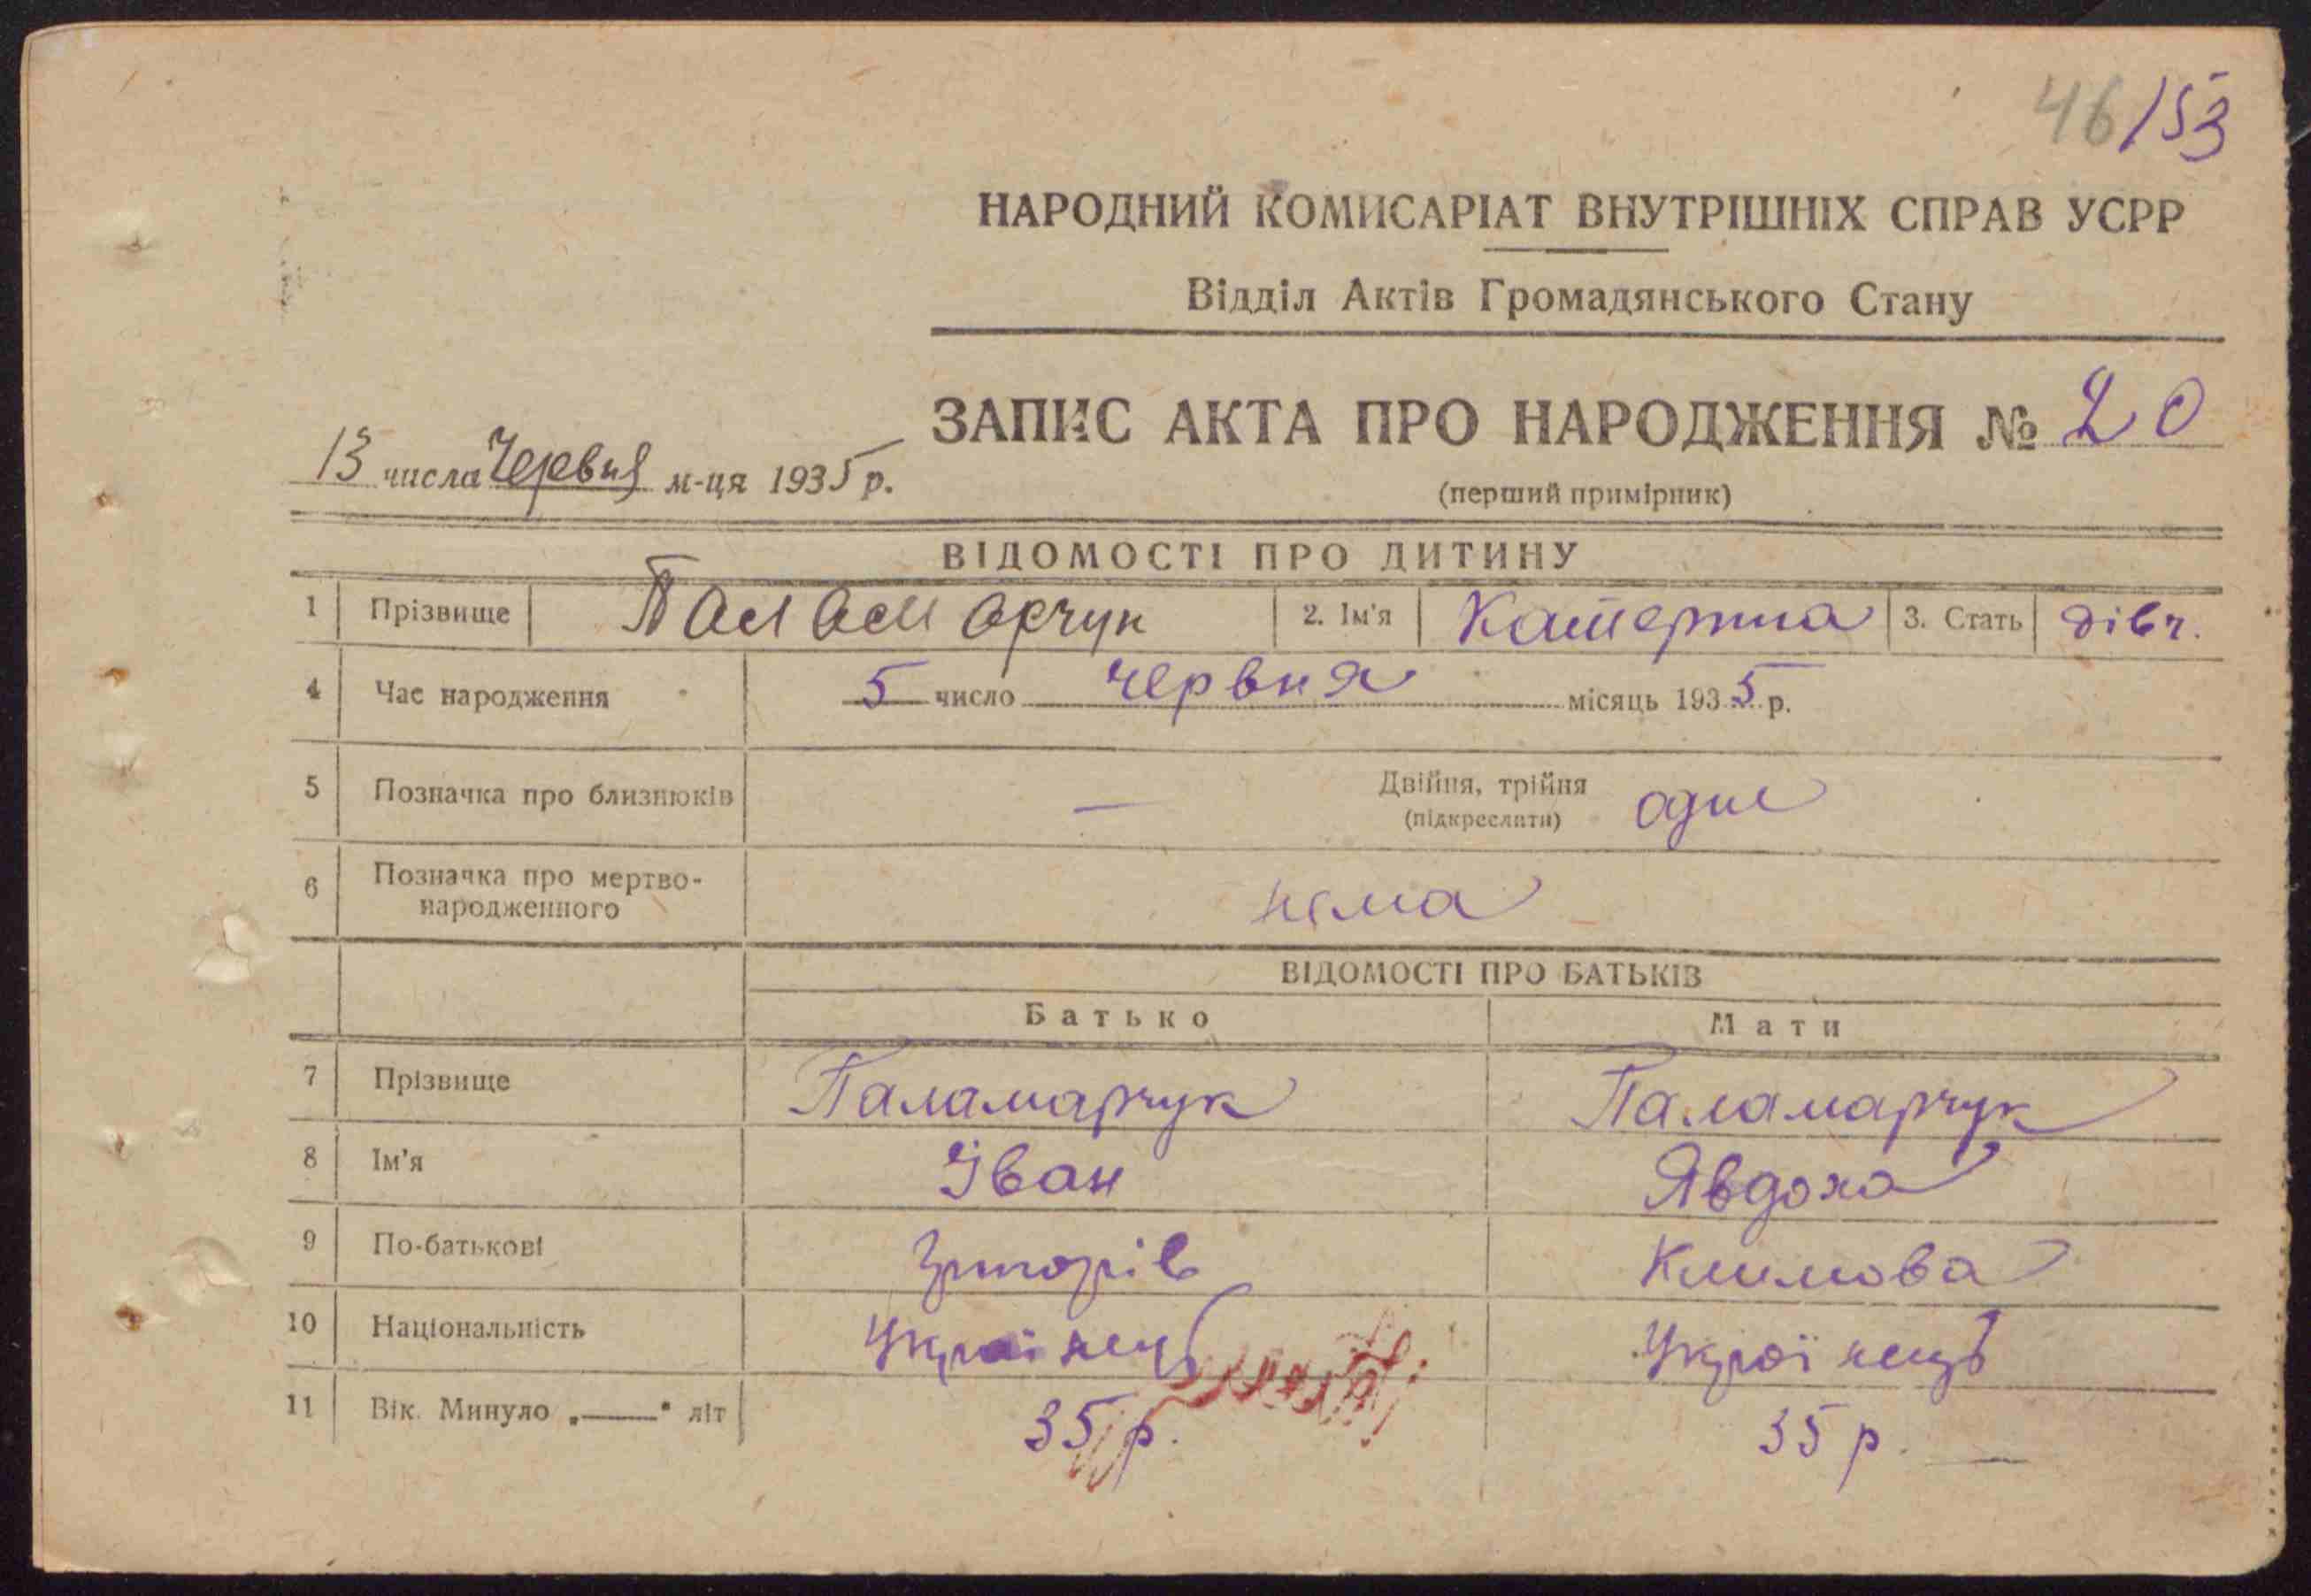 46/53
НАРОДНИЙ КОМИСАРІАТ ВНУТРІШНІХ СПРАВ УСРР
Відділ Актів Громадянського Стану
ЗАПИС АКТА ПРО НАРОДЖЕННЯ № 20
13 числа Червня м-ця 1935 р.
(перший примірник)
ВІДОМОСТІ ПРО ДИТИНУ
1 Прізвище Паламарчук 2. Ім'я Катерина 3. Стать дівч.
4 Час народження 5 число червня місяць 1935 р.
5 Позначка про близнюків — Двійня, трійня одне
(підкреслити)
6 Позначка про мертво-
народженного нема
ВІДОМОСТІ ПРО БАТЬКІВ
Батько Мати
7 Прізвище Паламарчук Паламарчук
8 Ім'я Іван Явдоха
9 По-батькові Григорів Климова
10 Національність Українець Українець
11 Вік. Минуло „——" літ 35 р. 35 р. —